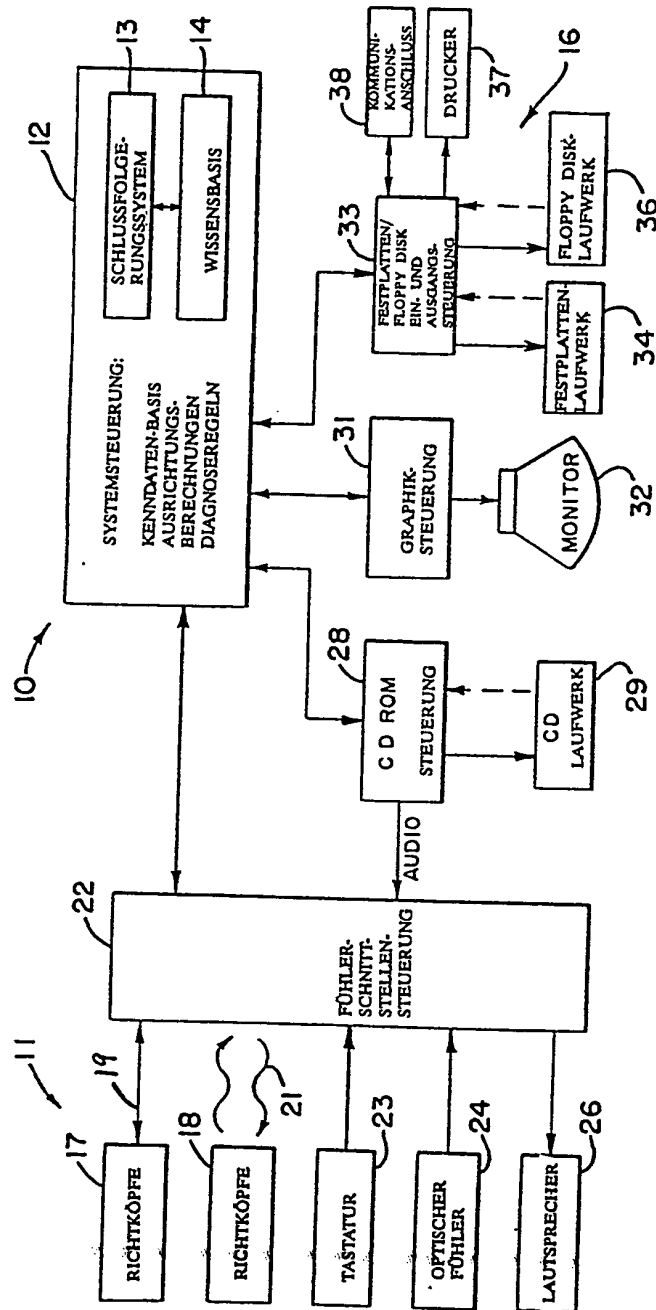 10
11
12
SYSTEMSTEUERUNG:
KENNDATEN-BASIS
AUSRICHTUNGS-
BERECHNUNGEN
DIAGNOSEREGELN
13
SCHLUSSFOLGE-
RUNGSSYSTEM
14
WISSENSBASIS
17
RICHTKÖPFE
19
18
RICHTKÖPFE
21
TASTATUR
23
OPTISCHER
FÜHLER
24
LAUTSPRECHER
26
22
FÜHLER-
SCHNITT-
STELLEN-
STEUERUNG
AUDIO
28
CD ROM
STEUERUNG
CD
LAUFWERK
29
31
GRAPHIK-
STEUERUNG
MONITOR
32
33
FESTPLATTEN/
FLOPPY DISK
EIN- UND
AUSGANGS-
STEUERUNG
38
KOMMUNI-
KATIONS-
ANSCHLUSS
DRUCKER
37
16
FESTPLATTEN-
LAUFWERK
34
FLOPPY DISK-
LAUFWERK
36